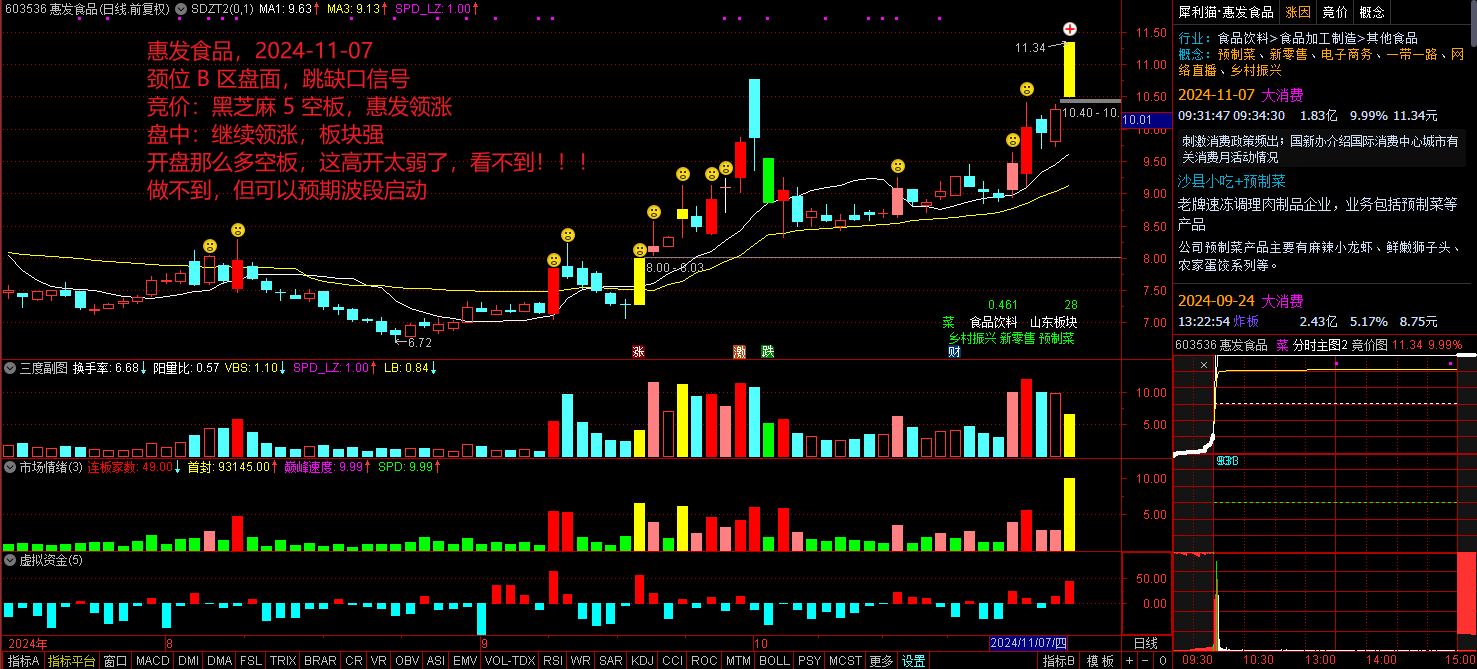 603536 惠发食品(日线.前复权) SDZT2(0,1) MA1: 9.63↑ MA3: 9.13↑ SPD_LZ: 1.00↑
惠发食品，2024-11-07
颈位 B 区盘面，跳缺口信号
竞价：黑芝麻 5 空板，惠发领涨
盘中：继续领涨，板块强
开盘那么多空板，这高开太弱了，看不到！！！
做不到，但可以预期波段启动
11.34
10.40 - 10.
8.00 - 8.03
6.72
0.461 28
菜 食品饮料 山东板块
乡村振兴 新零售 预制菜
涨 激 跌 财
11.50
11.00
10.50
10.01
10.00
9.50
9.00
8.50
8.00
7.50
7.00
三度副图 换手率: 6.68↓ 阳量比: 0.57 VBS: 1.10↓ SPD_LZ: 1.00↑ LB: 0.84↓
10.00
5.00
市场情绪(3) 连板家数: 49.00↓ 首封: 93145.00↑ 巅峰速度: 9.99↑ SPD: 9.99↑
10.00
5.00
虚拟资金(5)
50.00
0.00
2024年 8 9 10 2024/11/07/四 日线
指标A 指标平台 窗口 MACD DMI DMA FSL TRIX BRAR CR VR OBV ASI EMV VOL-TDX RSI WR SAR KDJ CCI ROC MTM BOLL PSY MCST 更多 设置 指标B 模板 + − 0
犀利猫·惠发食品 涨因 竞价 概念
行业: 食品饮料>食品加工制造>其他食品
概念: 预制菜、新零售、电子商务、一带一路、网
络直播、乡村振兴
2024-11-07 大消费
09:31:47 09:34:30 1.83亿 9.99% 11.34元
刺激消费政策频出；国新办介绍国际消费中心城市有
关消费月活动情况
沙县小吃+预制菜
老牌速冻调理肉制品企业，业务包括预制菜等
产品
公司预制菜产品主要有麻辣小龙虾、鲜嫩狮子头、
农家蛋饺系列等。
2024-09-24 大消费
13:22:54 炸板 2.43亿 5.17% 8.75元
603536 惠发食品 菜 分时主图2 竞价图 11.34 9.99%
×
09:30 10:30 13:00 14:00 15:0